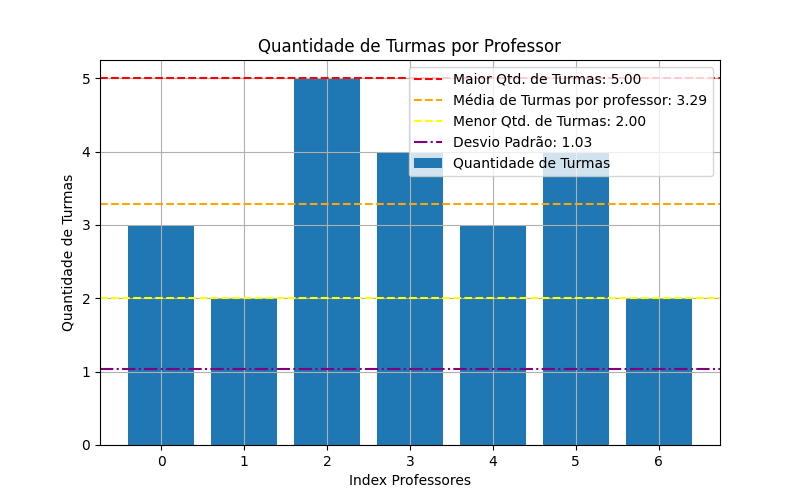 Quantidade de Turmas por Professor
Maior Qtd. de Turmas: 5.00
Média de Turmas por professor: 3.29
Menor Qtd. de Turmas: 2.00
Desvio Padrão: 1.03
Quantidade de Turmas
Quantidade de Turmas
5
4
3
2
1
0
0 1 2 3 4 5 6
Index Professores